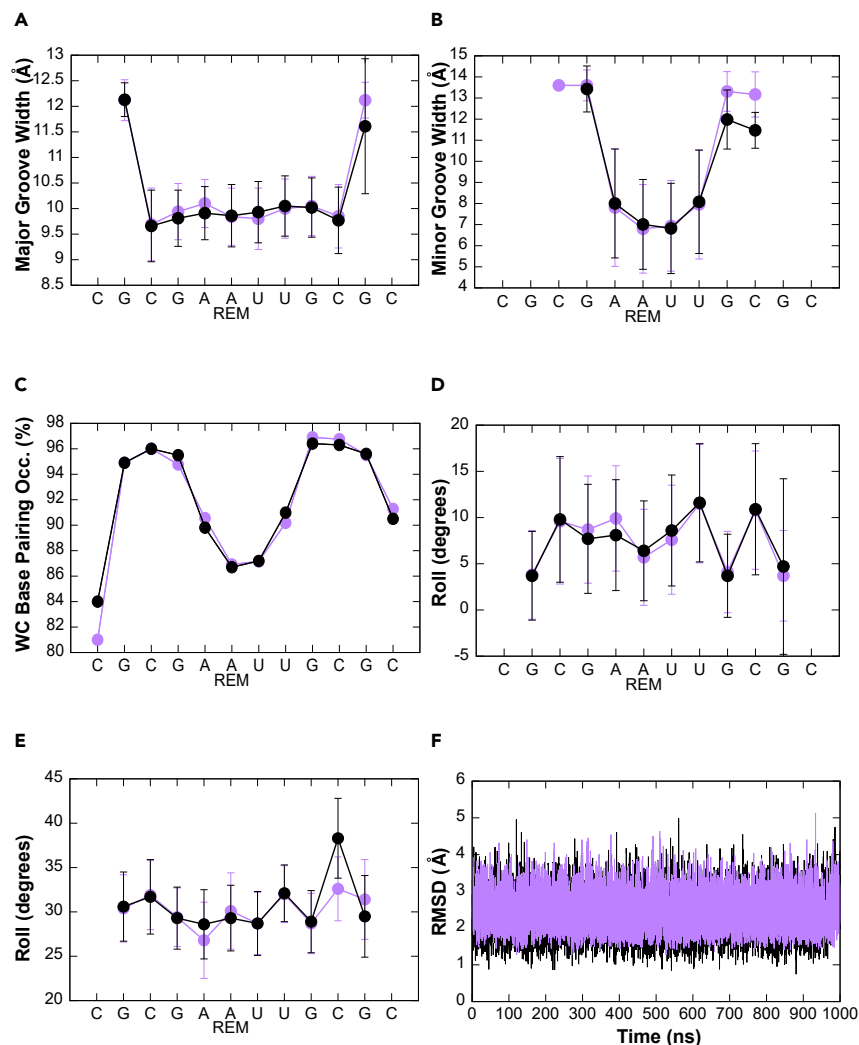 A
Major Groove Width (Å)
13
12.5
12
11.5
11
10.5
10
9.5
9
8.5
C G C G A A U U G C G C
REM
B
Minor Groove Width (Å)
15
14
13
12
11
10
9
8
7
6
5
4
C G C G A A U U G C G C
REM
C
WC Base Pairing Occ. (%)
98
96
94
92
90
88
86
84
82
80
C G C G A A U U G C G C
REM
D
Roll (degrees)
20
15
10
5
0
-5
C G C G A A U U G C G C
REM
E
Roll (degrees)
45
40
35
30
25
20
C G C G A A U U G C G C
REM
F
RMSD (Å)
6
5
4
3
2
1
0
0 100 200 300 400 500 600 700 800 900 1000
Time (ns)